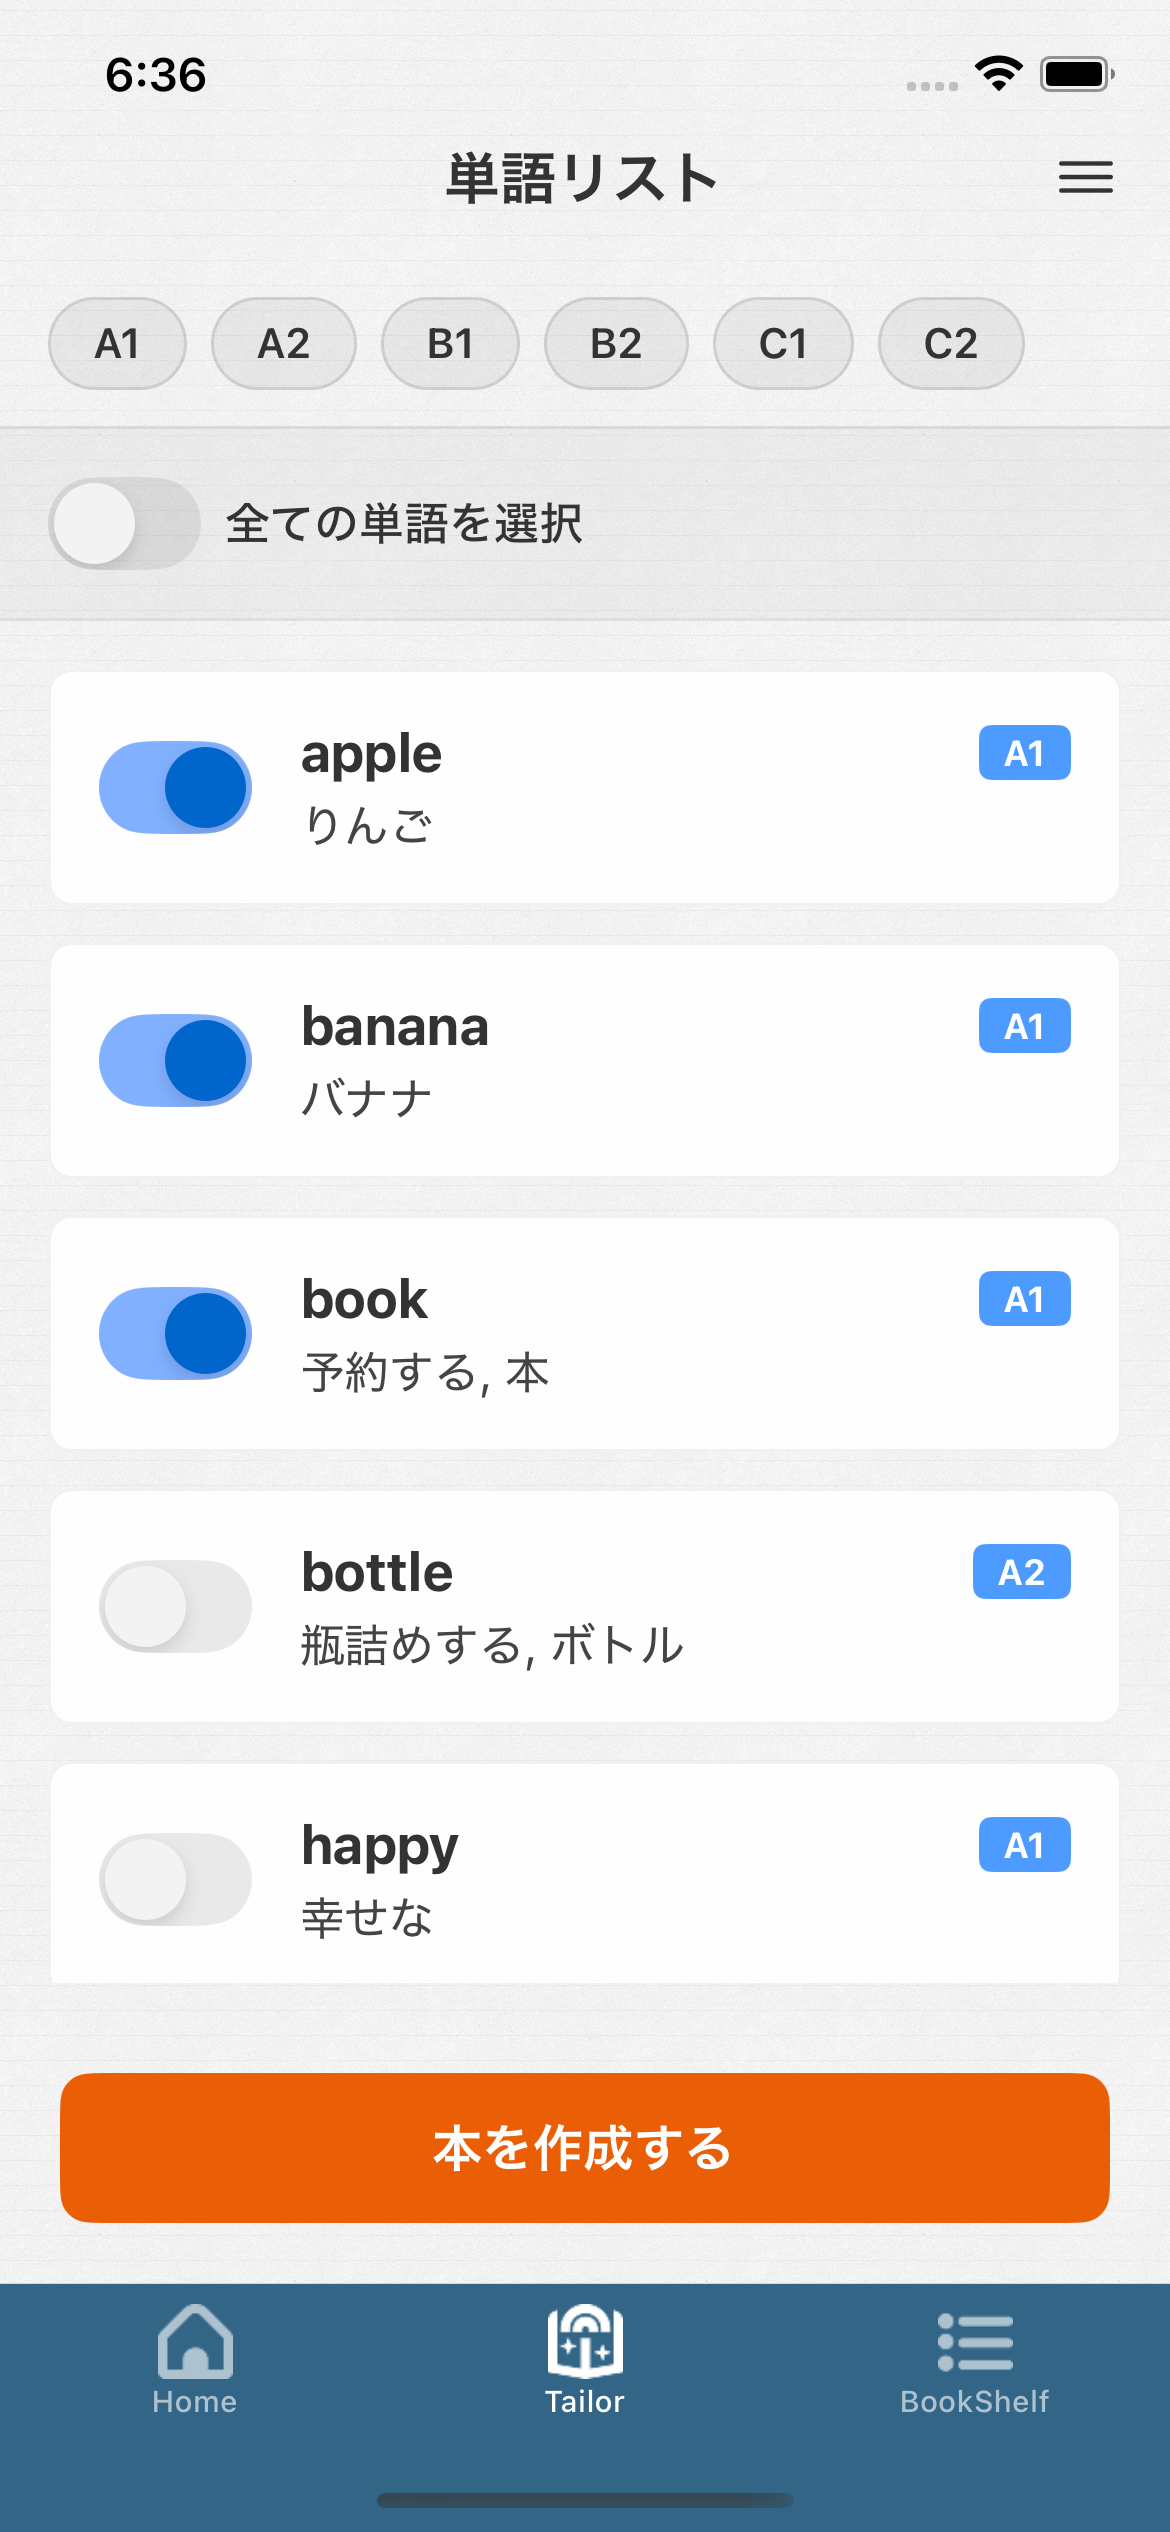 6:36
単語リスト
A1 A2 B1 B2 C1 C2
全ての単語を選択
apple A1
りんご
banana A1
バナナ
book A1
予約する, 本
bottle A2
瓶詰めする, ボトル
happy A1
幸せな
本を作成する
Home Tailor BookShelf